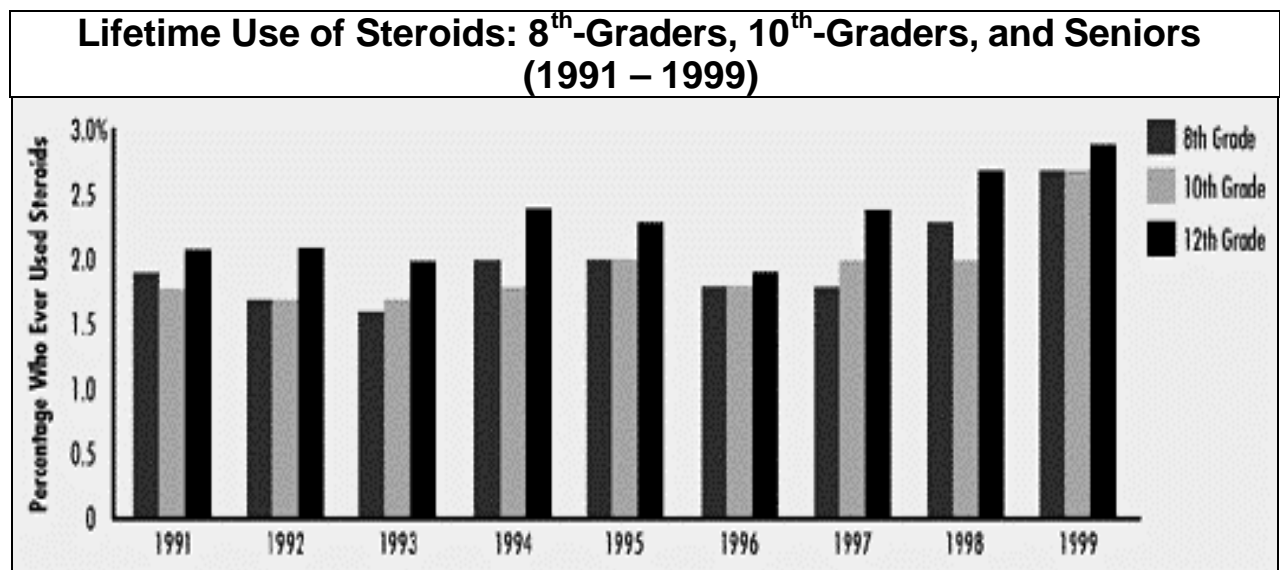 Lifetime Use of Steroids: 8th-Graders, 10th-Graders, and Seniors
(1991 – 1999)
Percentage Who Ever Used Steroids
3.0%
2.5
2.0
1.5
1.0
0.5
0
1991 1992 1993 1994 1995 1996 1997 1998 1999
8th Grade
10th Grade
12th Grade